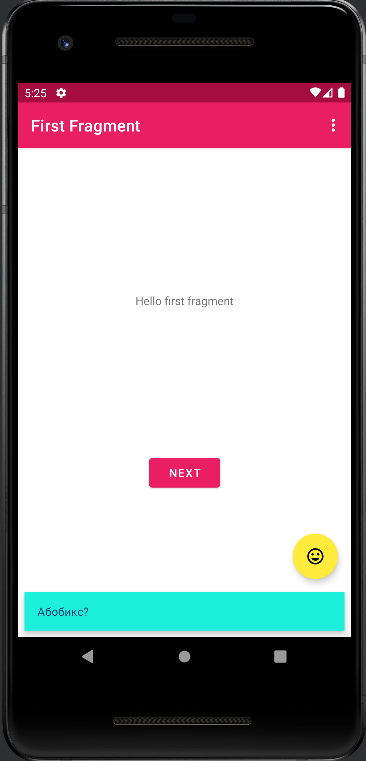 5:25
First Fragment
Hello first fragment
NEXT
Абобикс?